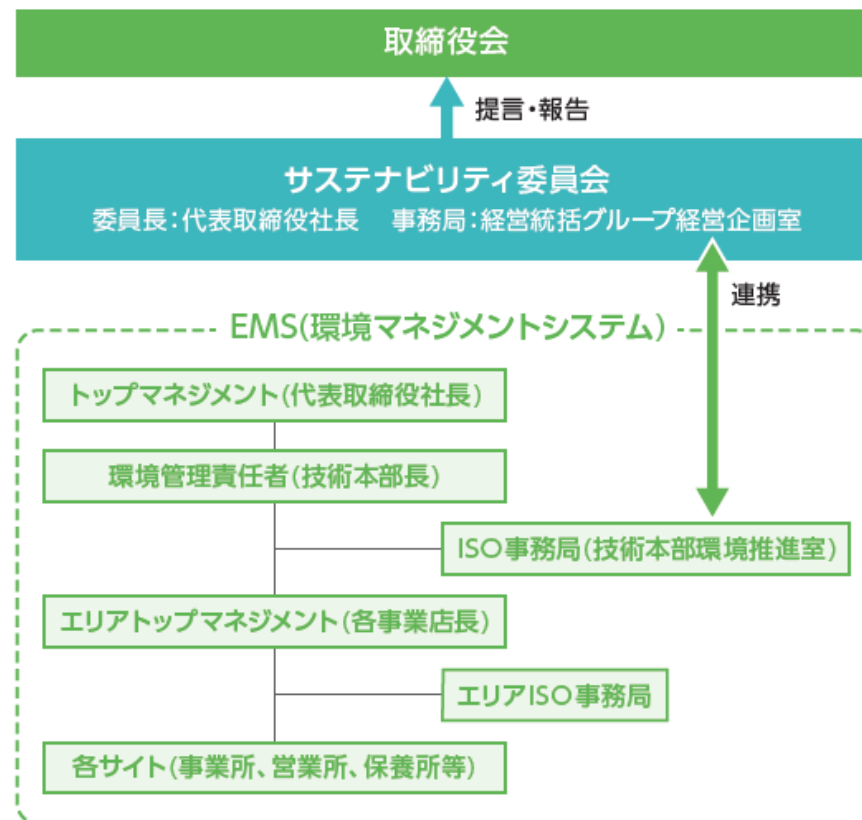 取締役会
提言・報告
サステナビリティ委員会
委員長：代表取締役社長　事務局：経営統括グループ経営企画室
連携
EMS(環境マネジメントシステム)
トップマネジメント(代表取締役社長)
環境管理責任者(技術本部長)
ISO事務局(技術本部環境推進室)
エリアトップマネジメント(各事業店長)
エリアISO事務局
各サイト(事業所、営業所、保養所等)